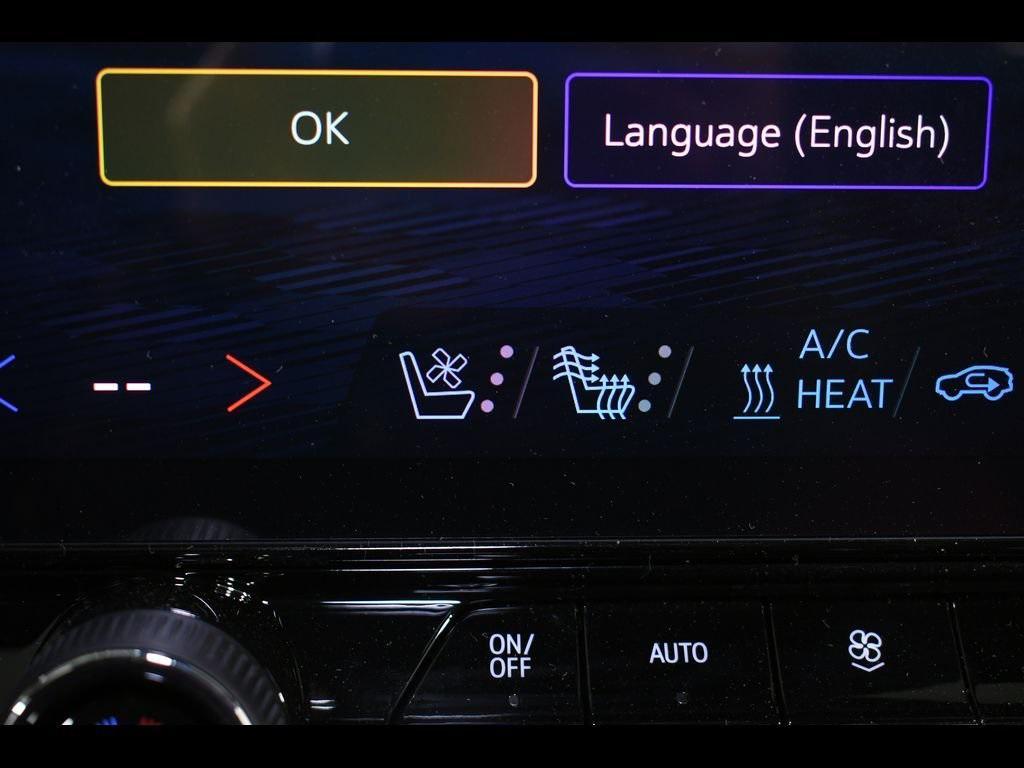 OK
Language (English)
--
A/C
HEAT
ON/
OFF
AUTO